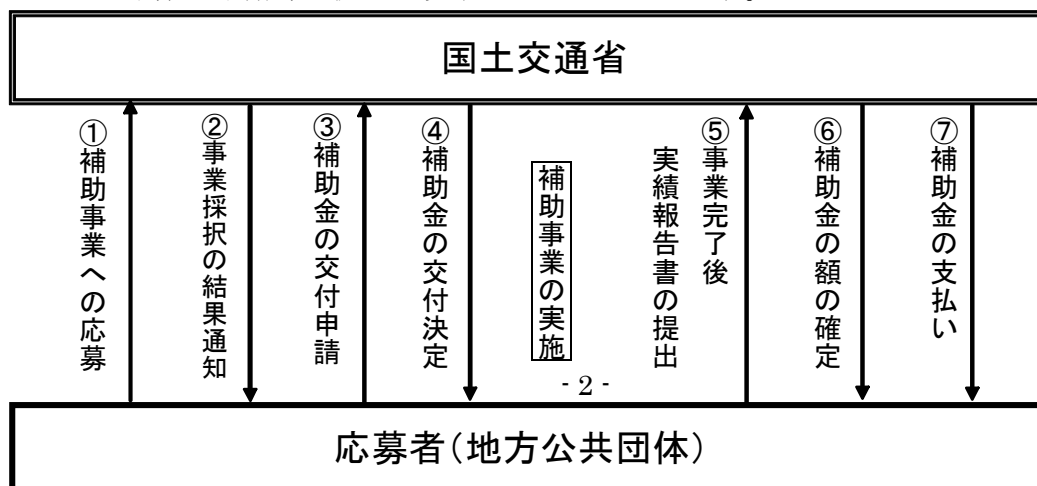 国土交通省
①補助事業への応募
②事業採択の結果通知
③補助金の交付申請
④補助金の交付決定
補助事業の実施
⑤事業完了後
実績報告書の提出
⑥補助金の額の確定
⑦補助金の支払い
- 2 -
応募者(地方公共団体)